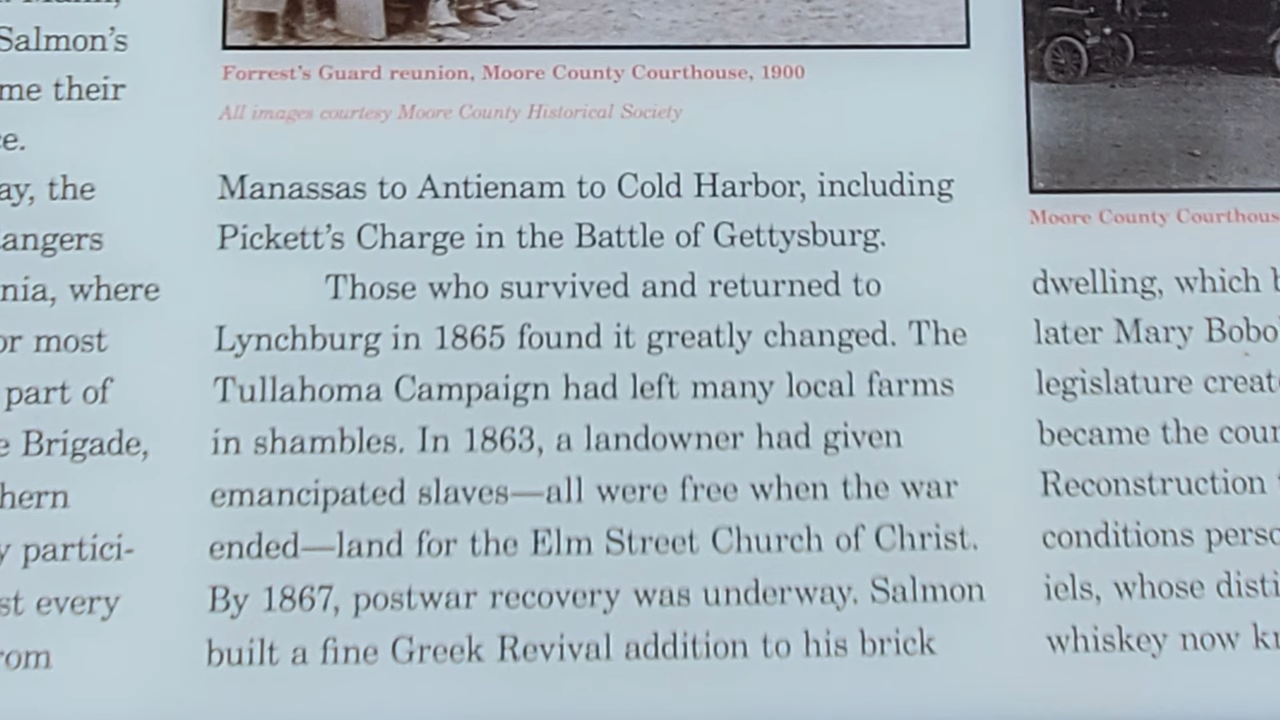 Salmon's
me their
ay, the
angers
nia, where
or most
part of
e Brigade,
hern
y partici-
st every
rom
Forrest's Guard reunion, Moore County Courthouse, 1900
All images courtesy Moore County Historical Society
Manassas to Antienam to Cold Harbor, including
Pickett's Charge in the Battle of Gettysburg.
Those who survived and returned to
Lynchburg in 1865 found it greatly changed. The
Tullahoma Campaign had left many local farms
in shambles. In 1863, a landowner had given
emancipated slaves—all were free when the war
ended—land for the Elm Street Church of Christ.
By 1867, postwar recovery was underway. Salmon
built a fine Greek Revival addition to his brick
Moore County Courthous
dwelling, which b
later Mary Bobo
legislature creat
became the coun
Reconstruction
conditions perso
iels, whose disti
whiskey now kn